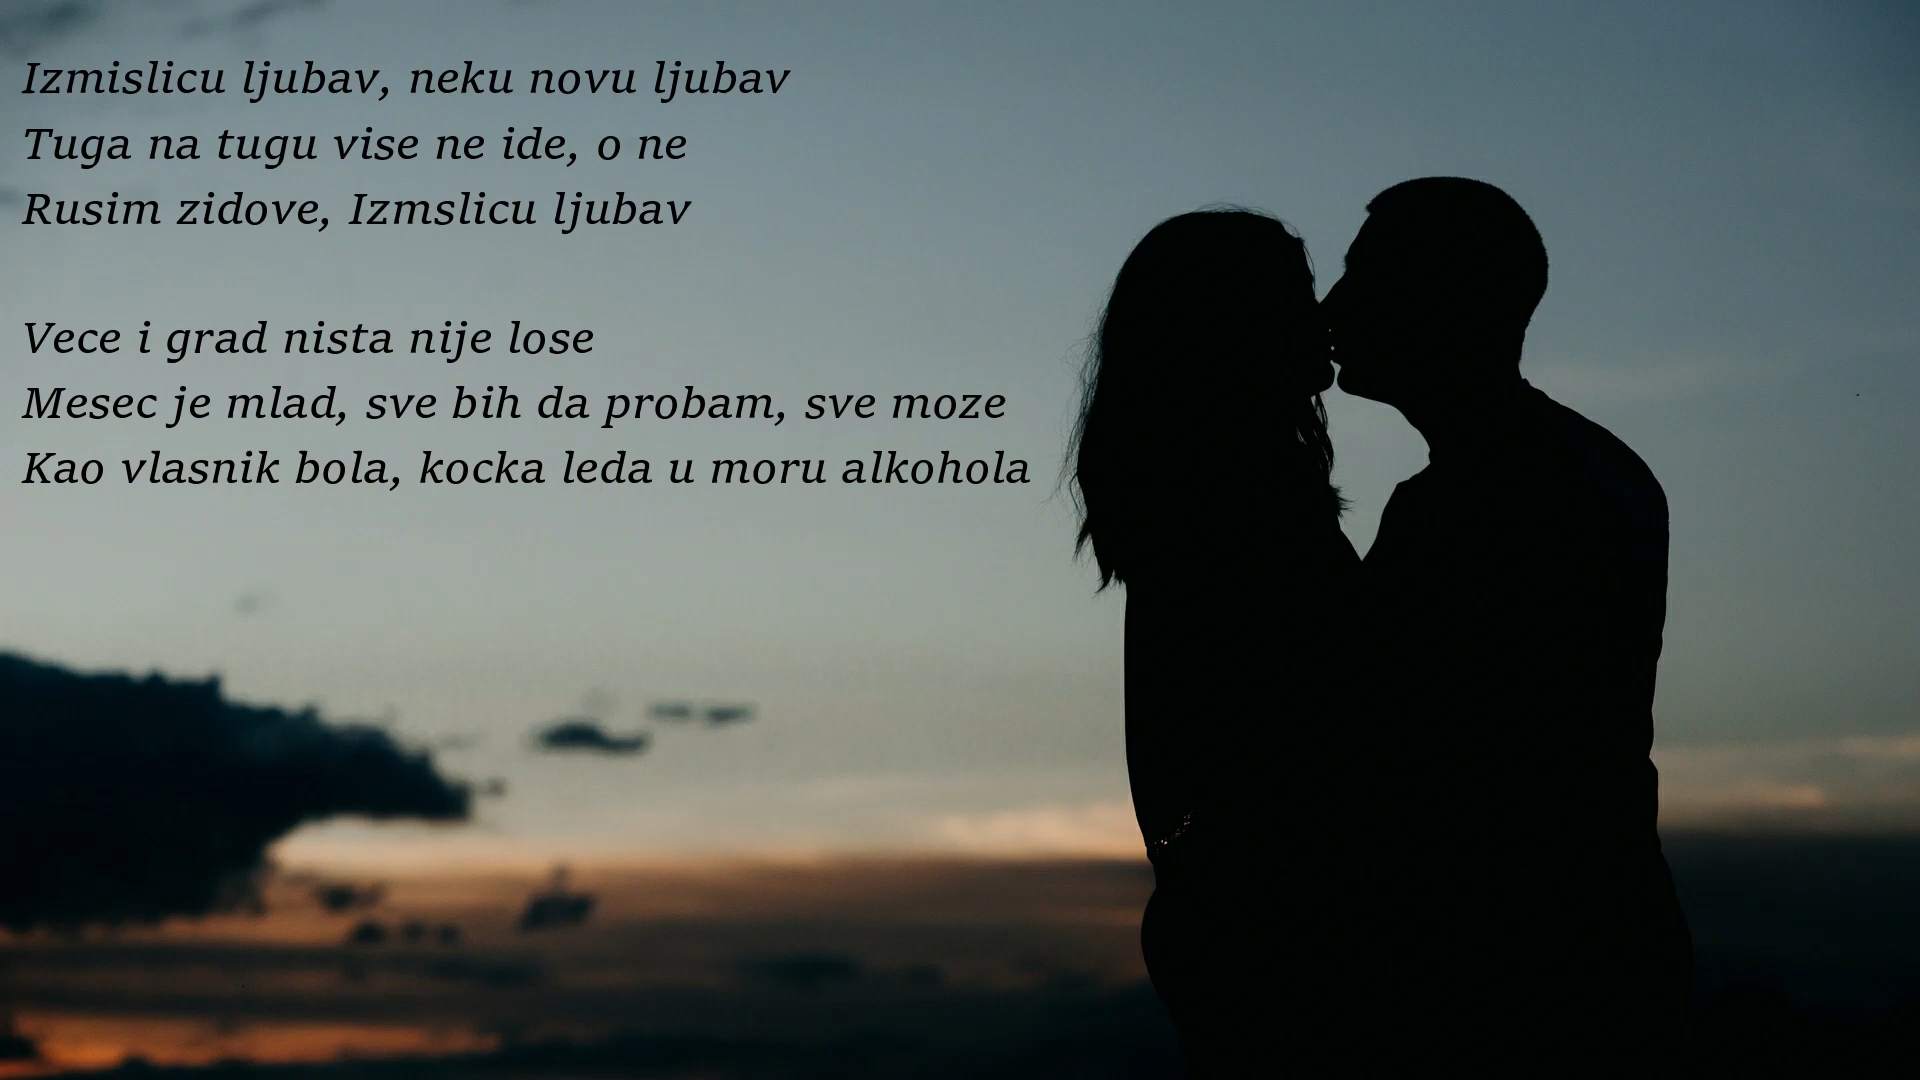 Izmislicu ljubav, neku novu ljubav
Tuga na tugu vise ne ide, o ne
Rusim zidove, Izmslicu ljubav
Vece i grad nista nije lose
Mesec je mlad, sve bih da probam, sve moze
Kao vlasnik bola, kocka leda u moru alkohola